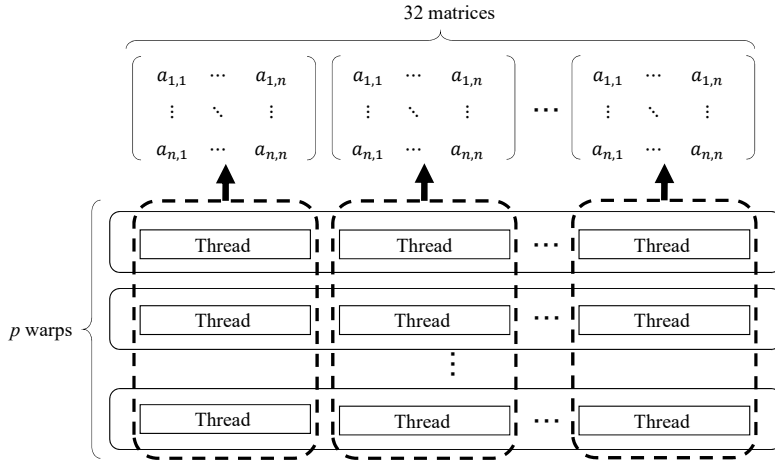 32 matrices
a1,1 ⋯ a1,n a1,1 ⋯ a1,n a1,1 ⋯ a1,n
⋮ ⋱ ⋮ ⋮ ⋱ ⋮ ⋯ ⋮ ⋱ ⋮
an,1 ⋯ an,n an,1 ⋯ an,n an,1 ⋯ an,n
Thread Thread ⋯ Thread
p warps
Thread Thread ⋯ Thread
⋮
Thread Thread ⋯ Thread